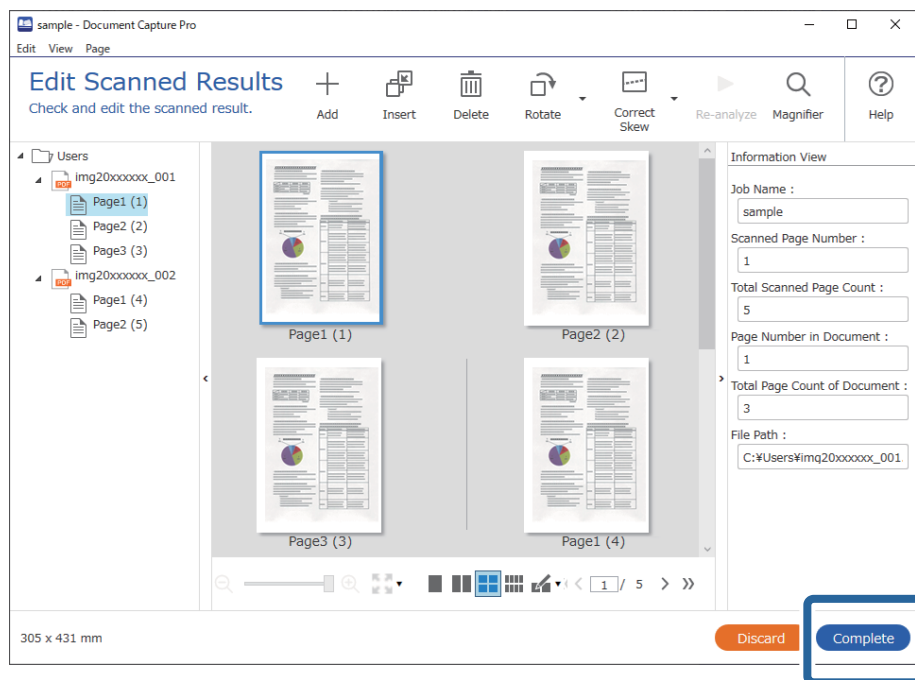 sample - Document Capture Pro
Edit View Page
Edit Scanned Results
Check and edit the scanned result.
Add
Insert
Delete
Rotate
Correct
Skew
Re-analyze
Magnifier
Help
Users
PDF
img20xxxxxx_001
Page1 (1)
Page2 (2)
Page3 (3)
PDF
img20xxxxxx_002
Page1 (4)
Page2 (5)
Page1 (1)
Page2 (2)
Page3 (3)
Page1 (4)
1 / 5
Information View
Job Name :
sample
Scanned Page Number :
1
Total Scanned Page Count :
5
Page Number in Document :
1
Total Page Count of Document :
3
File Path :
C:¥Users¥img20xxxxxx_001.
305 x 431 mm
Discard
Complete